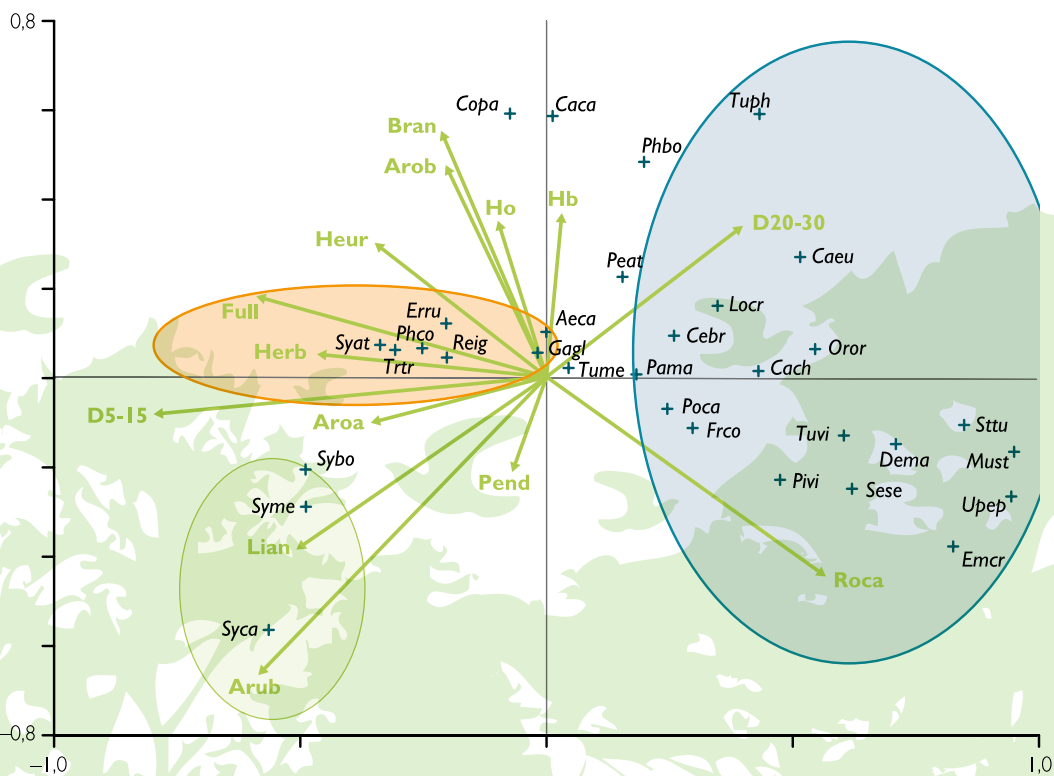 0,8
Copa
Caca
Tuph
Bran
Phbo
Arob
Ho
Hb
D20-30
Heur
Peat
Caeu
Full
Erru
Locr
Aeca
Phco
Syat
Reig
Cebr
Herb
Gagl
Oror
Trtr
Tume
Pama
Cach
D5-15
Aroa
Poca
Frco
Tuvi
Sttu
Sybo
Dema
Must
Pend
Pivi
Sese
Syme
Upep
Lian
Emcr
Roca
Syca
Arub
–0,8
–1,0
1,0